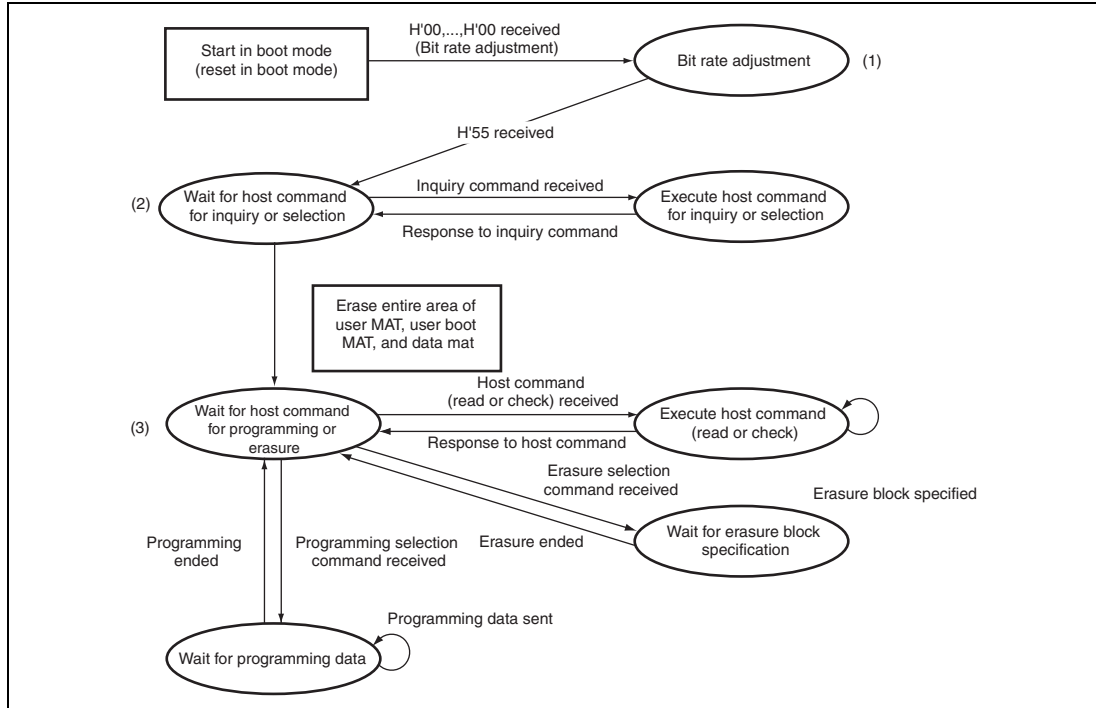 Start in boot mode
(reset in boot mode)
H'00,...,H'00 received
(Bit rate adjustment)
Bit rate adjustment
(1)
H'55 received
(2)
Wait for host command
for inquiry or selection
Inquiry command received
Response to inquiry command
Execute host command
for inquiry or selection
Erase entire area of
user MAT, user boot
MAT, and data mat
(3)
Wait for host command
for programming or
erasure
Host command
(read or check) received
Response to host command
Execute host command
(read or check)
Erasure selection
command received
Erasure block specified
Erasure ended
Wait for erasure block
specification
Programming
ended
Programming selection
command received
Programming data sent
Wait for programming data